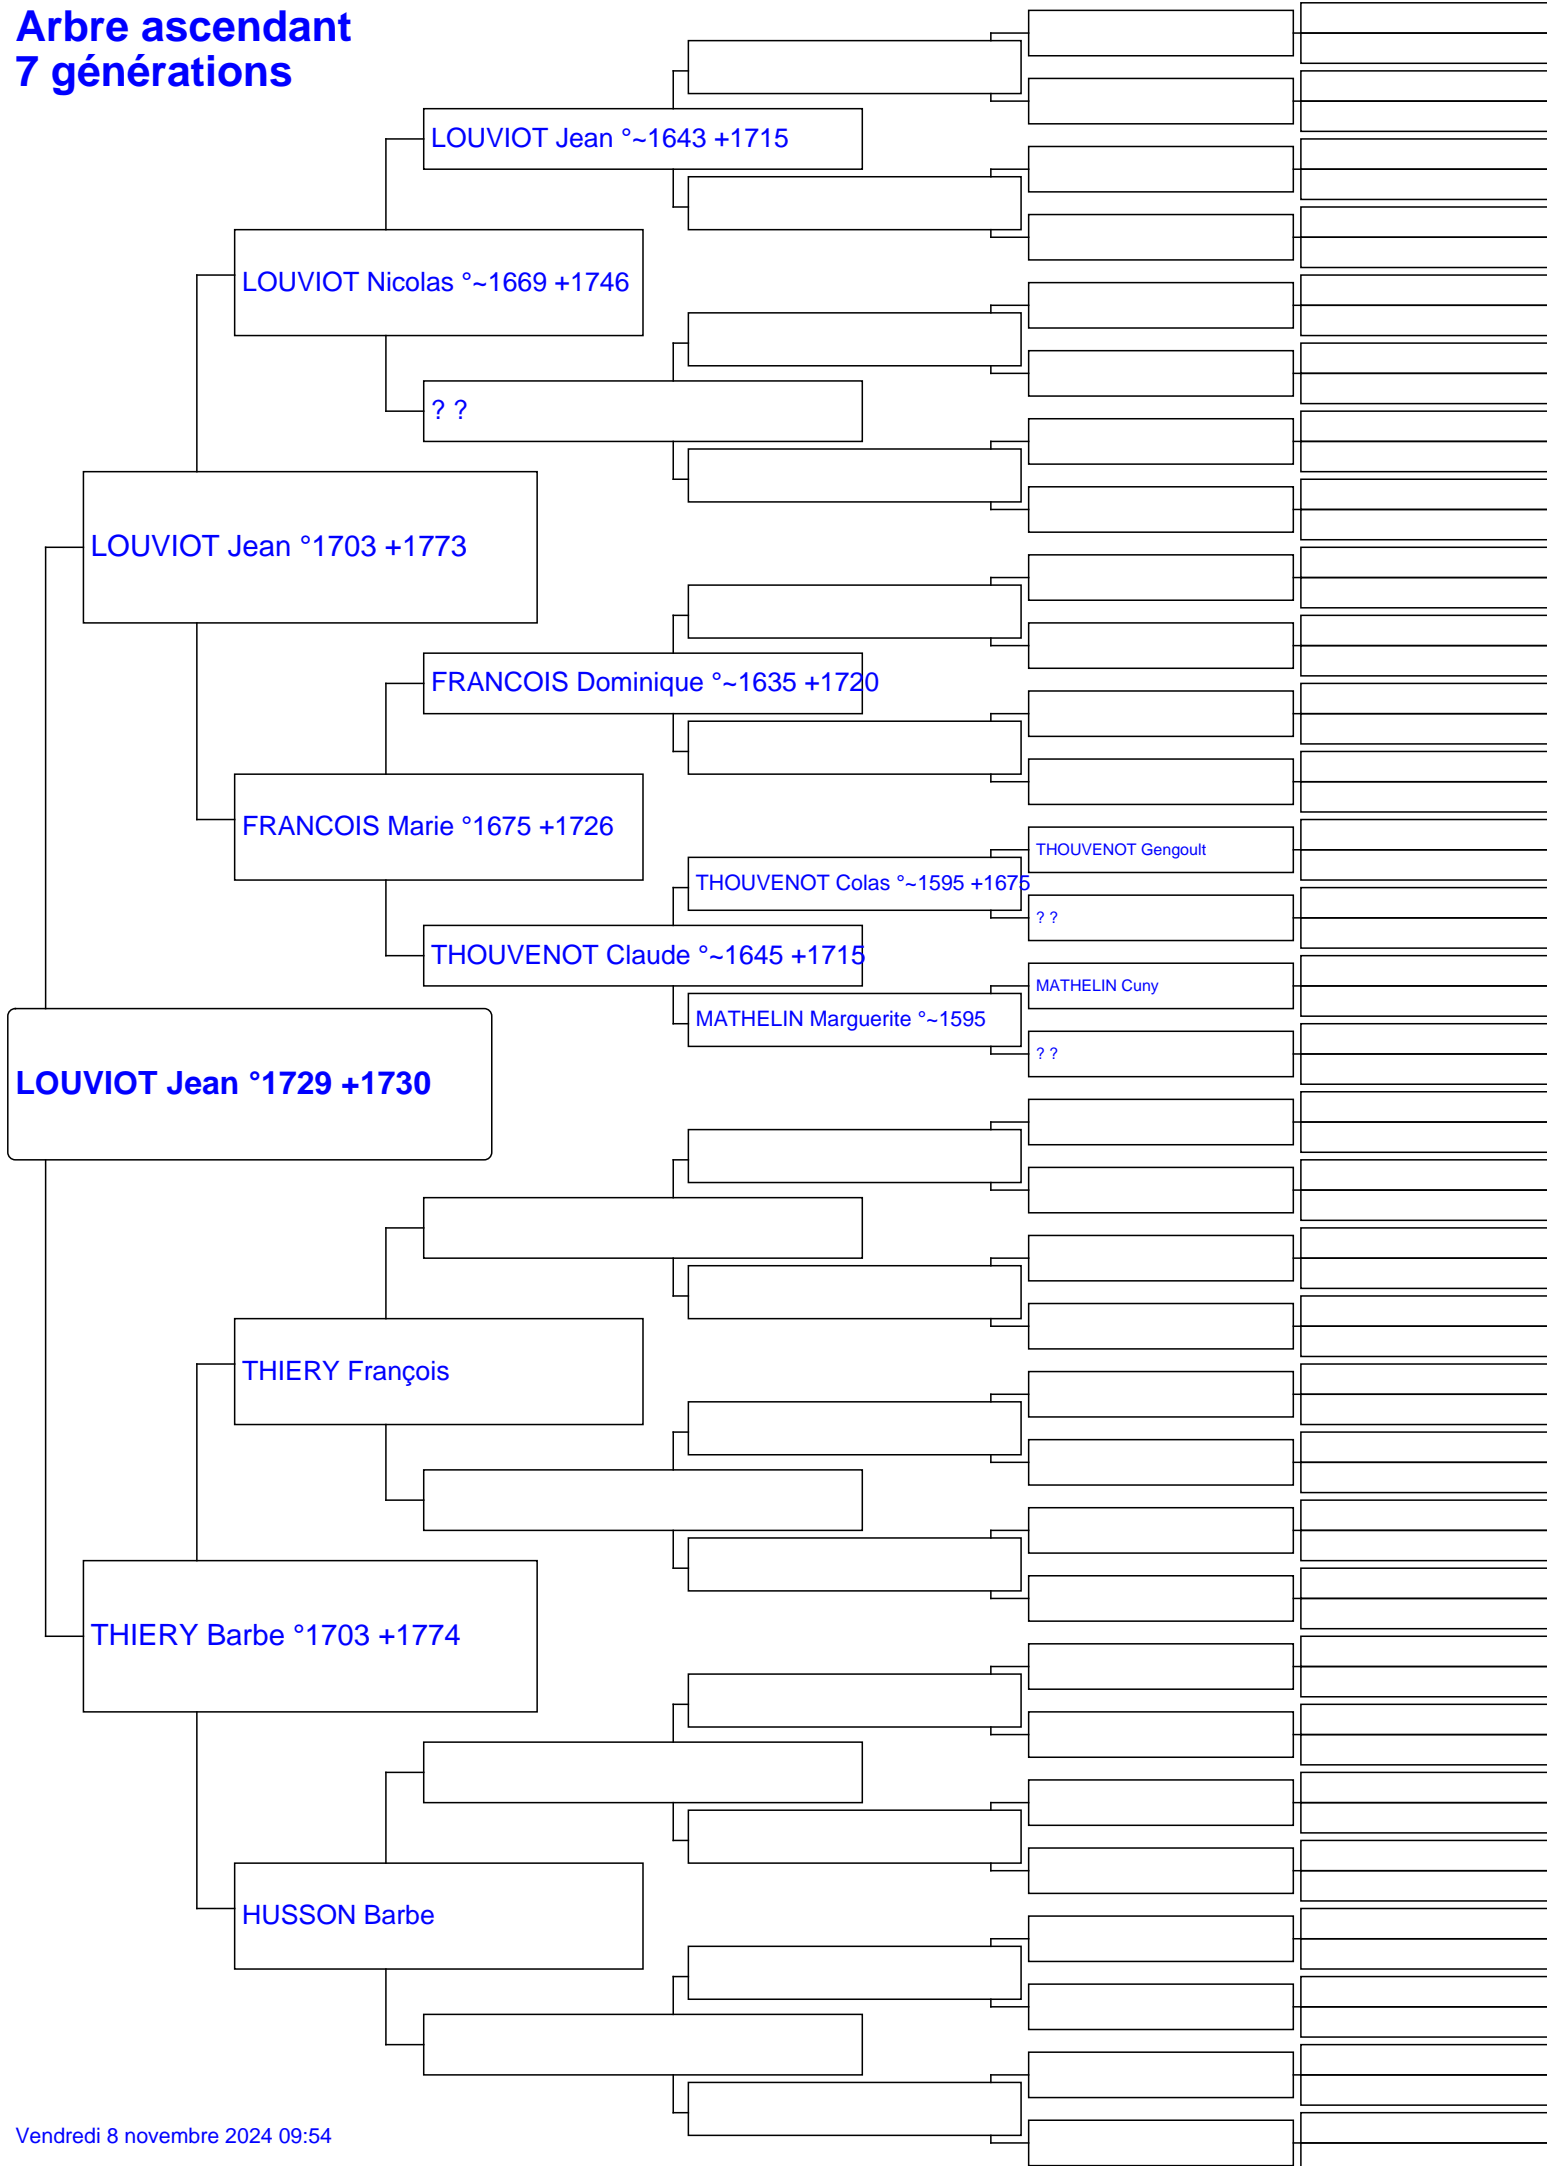 Arbre ascendant
7 générations
LOUVIOT Jean °~1643 +1715
LOUVIOT Nicolas °~1669 +1746
? ?
LOUVIOT Jean °1703 +1773
FRANCOIS Dominique °~1635 +1720
FRANCOIS Marie °1675 +1726
THOUVENOT Gengoult
THOUVENOT Colas °~1595 +1675
? ?
THOUVENOT Claude °~1645 +1715
MATHELIN Cuny
MATHELIN Marguerite °~1595
? ?
LOUVIOT Jean °1729 +1730
THIERY François
THIERY Barbe °1703 +1774
HUSSON Barbe
Vendredi 8 novembre 2024 09:54